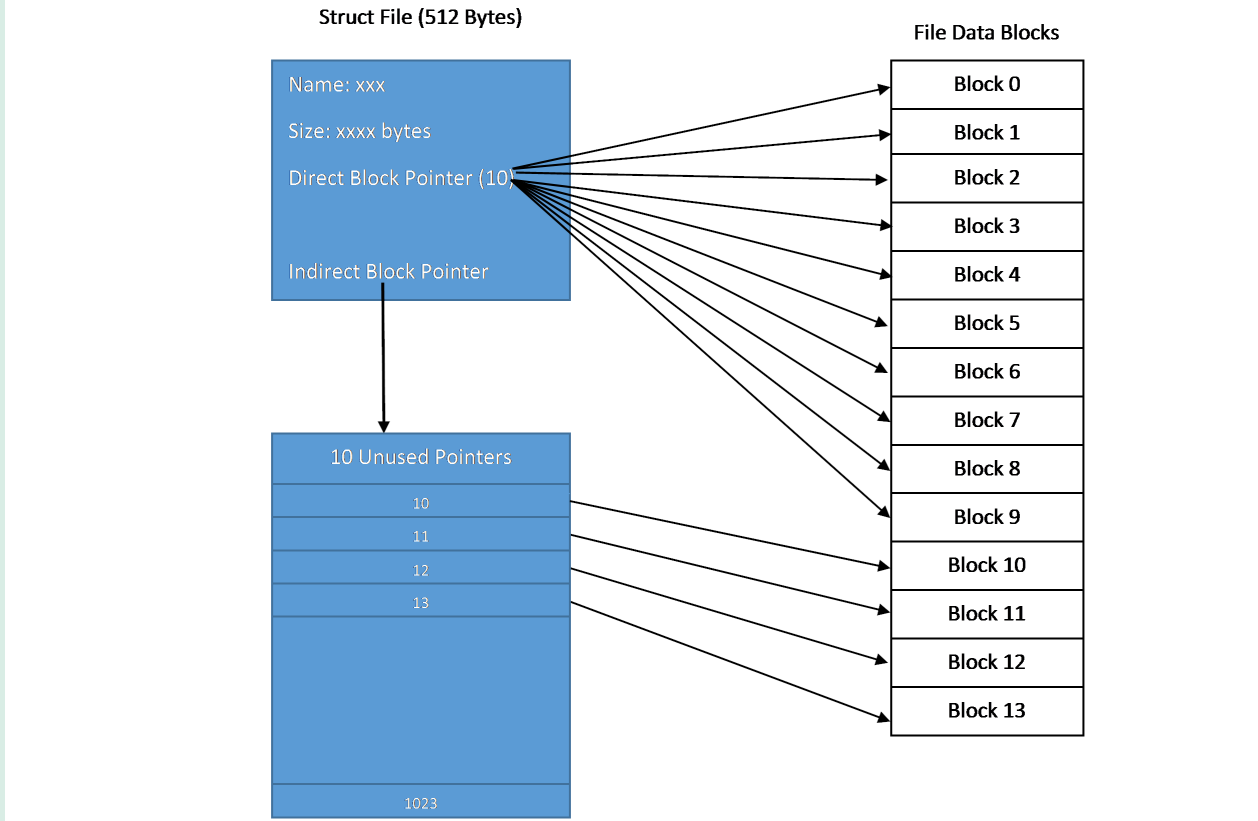 Struct File (512 Bytes)
File Data Blocks
Name: xxx
Size: xxxx bytes
Direct Block Pointer (10)
Indirect Block Pointer
10 Unused Pointers
10
11
12
13
1023
Block 0
Block 1
Block 2
Block 3
Block 4
Block 5
Block 6
Block 7
Block 8
Block 9
Block 10
Block 11
Block 12
Block 13